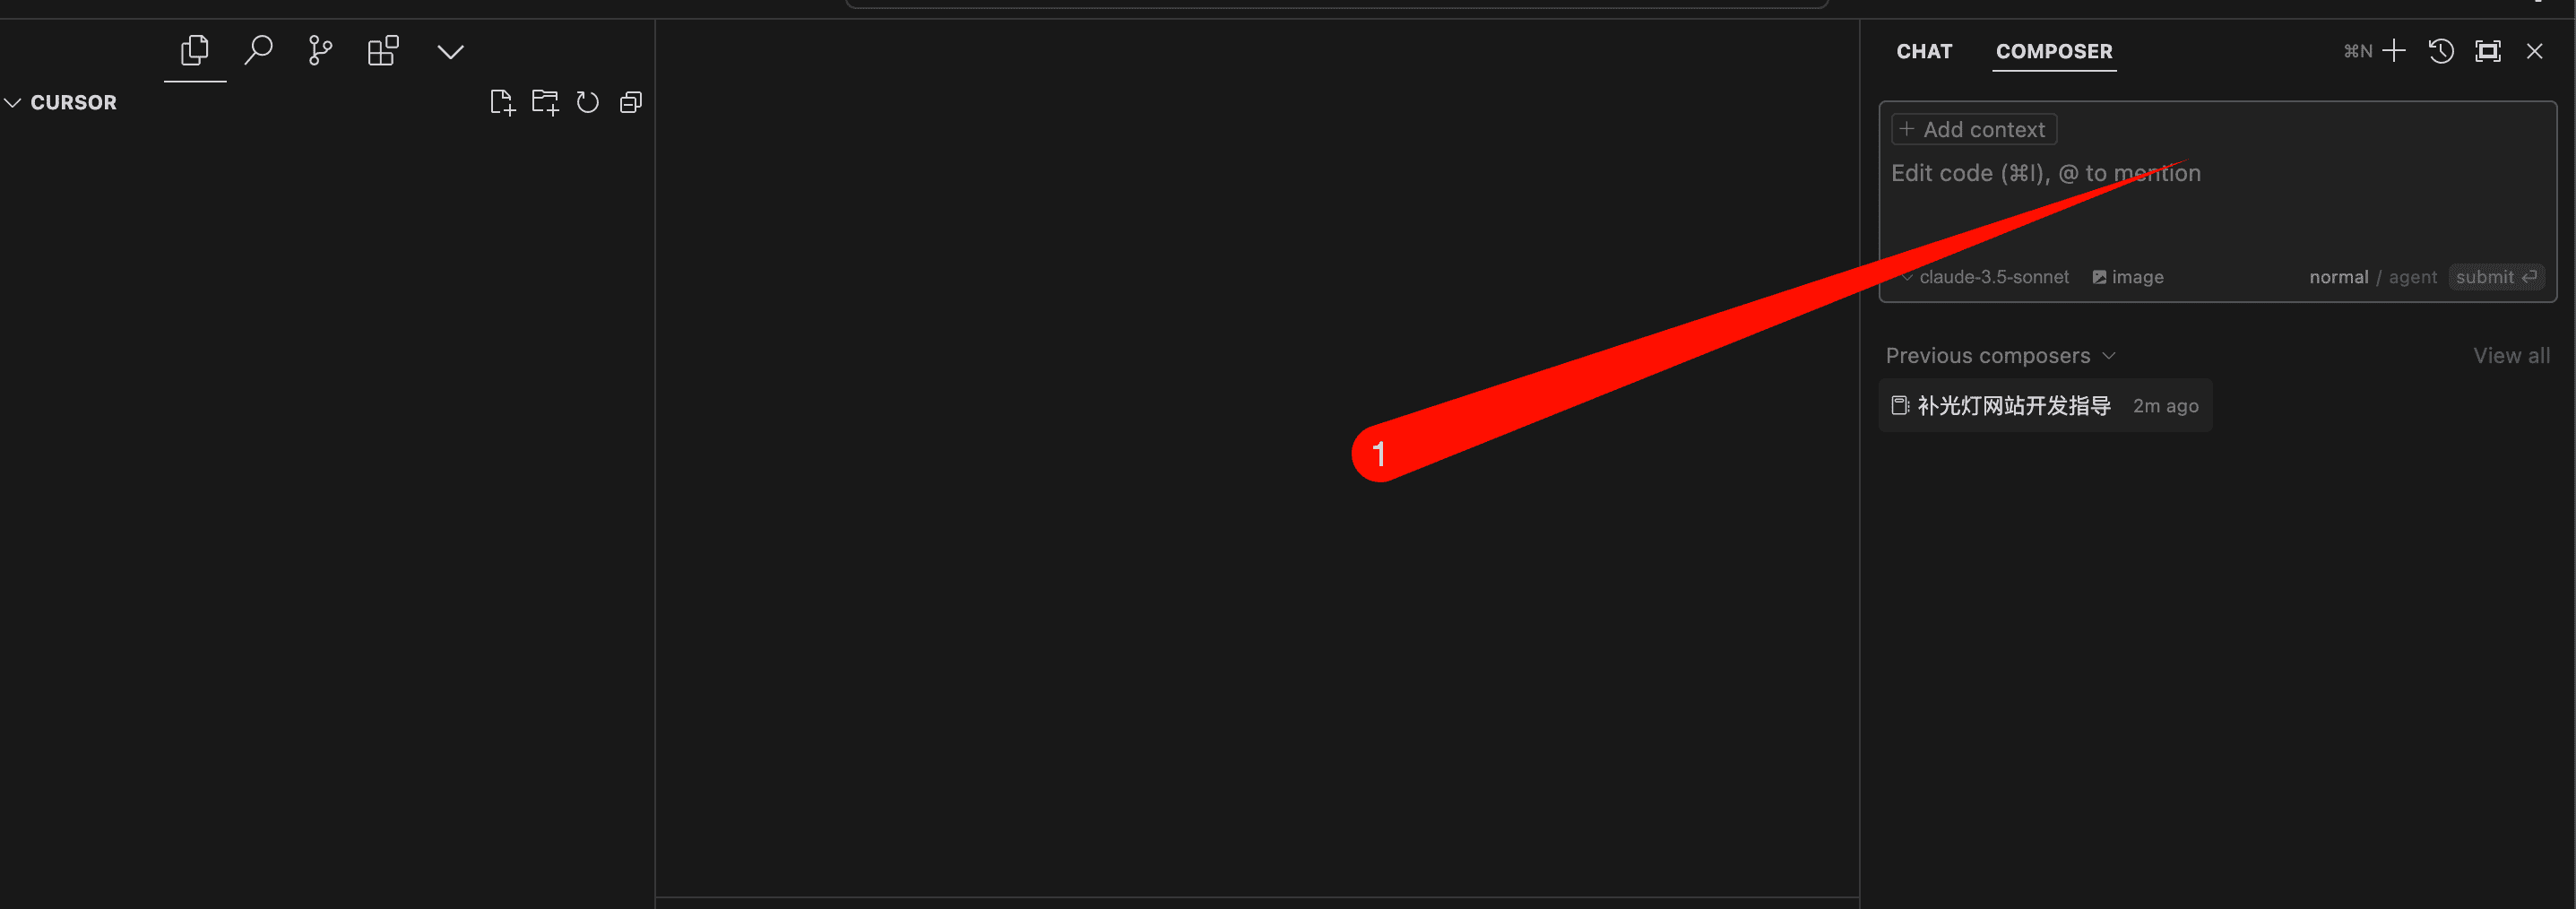 CURSOR
CHAT
COMPOSER
⌘N
+ Add context
Edit code (⌘I), @ to mention
claude-3.5-sonnet
image
normal / agent
submit ⏎
1
Previous composers
View all
补光灯网站开发指导
2m ago